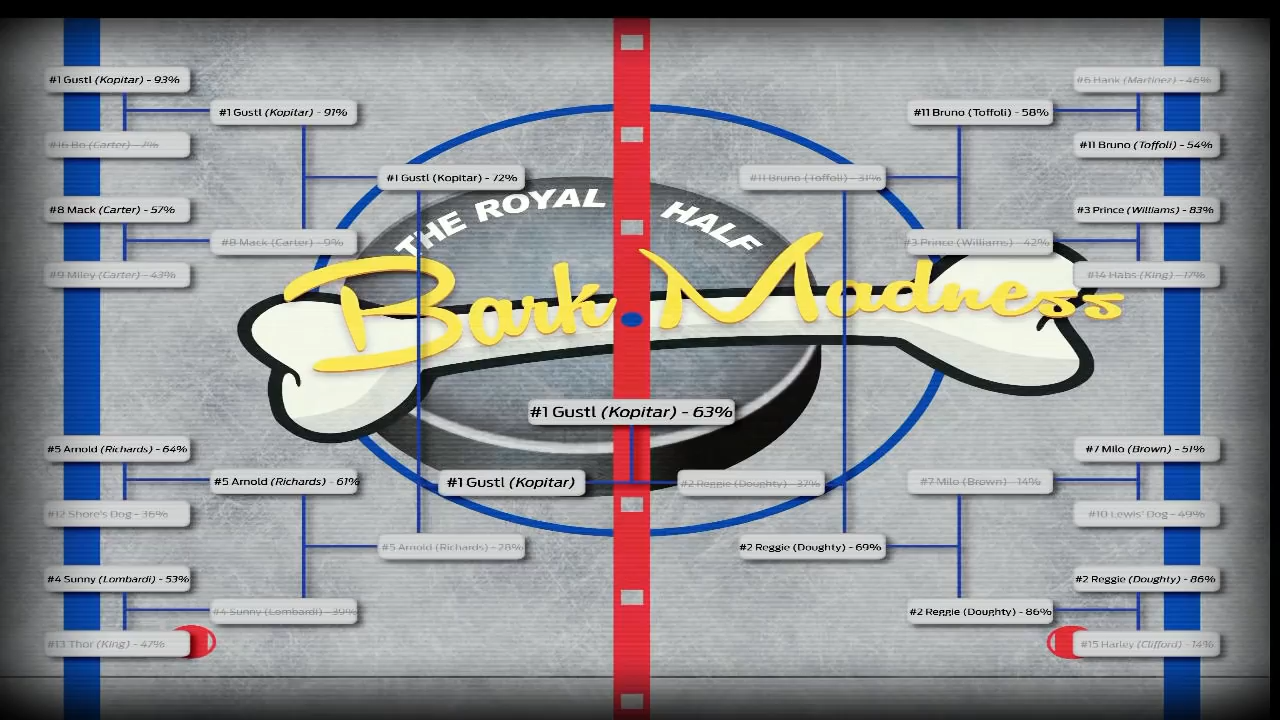 #1 Gustl (Kopitar) - 93%
#16 Bo (Carter) - 7%
#8 Mack (Carter) - 57%
#9 Miley (Carter) - 43%
#1 Gustl (Kopitar) - 91%
#8 Mack (Carter) - 9%
#1 Gustl (Kopitar) - 72%
#5 Arnold (Richards) - 64%
#12 Shore's Dog - 36%
#4 Sunny (Lombardi) - 53%
#13 Thor (King) - 47%
#5 Arnold (Richards) - 61%
#4 Sunny (Lombardi) - 39%
#5 Arnold (Richards) - 28%
THE ROYAL HALF
Bark Madness
#1 Gustl (Kopitar) - 63%
#1 Gustl (Kopitar)
#2 Reggie (Doughty) - 37%
#6 Hank (Martinez) - 46%
#11 Bruno (Toffoli) - 54%
#3 Prince (Williams) - 83%
#14 Habs (King) - 17%
#11 Bruno (Toffoli) - 58%
#3 Prince (Williams) - 42%
#11 Bruno (Toffoli) - 31%
#7 Milo (Brown) - 51%
#10 Lewis' Dog - 49%
#2 Reggie (Doughty) - 86%
#15 Harley (Clifford) - 14%
#7 Milo (Brown) - 14%
#2 Reggie (Doughty) - 86%
#2 Reggie (Doughty) - 69%